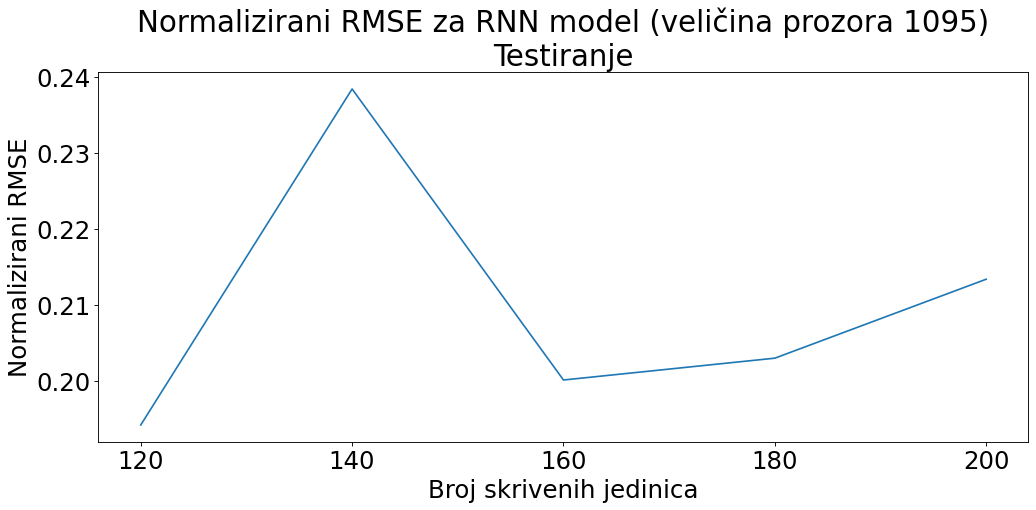 Normalizirani RMSE za RNN model (veličina prozora 1095)
Testiranje
Normalizirani RMSE
0.24
0.23
0.22
0.21
0.20
120 140 160 180 200
Broj skrivenih jedinica